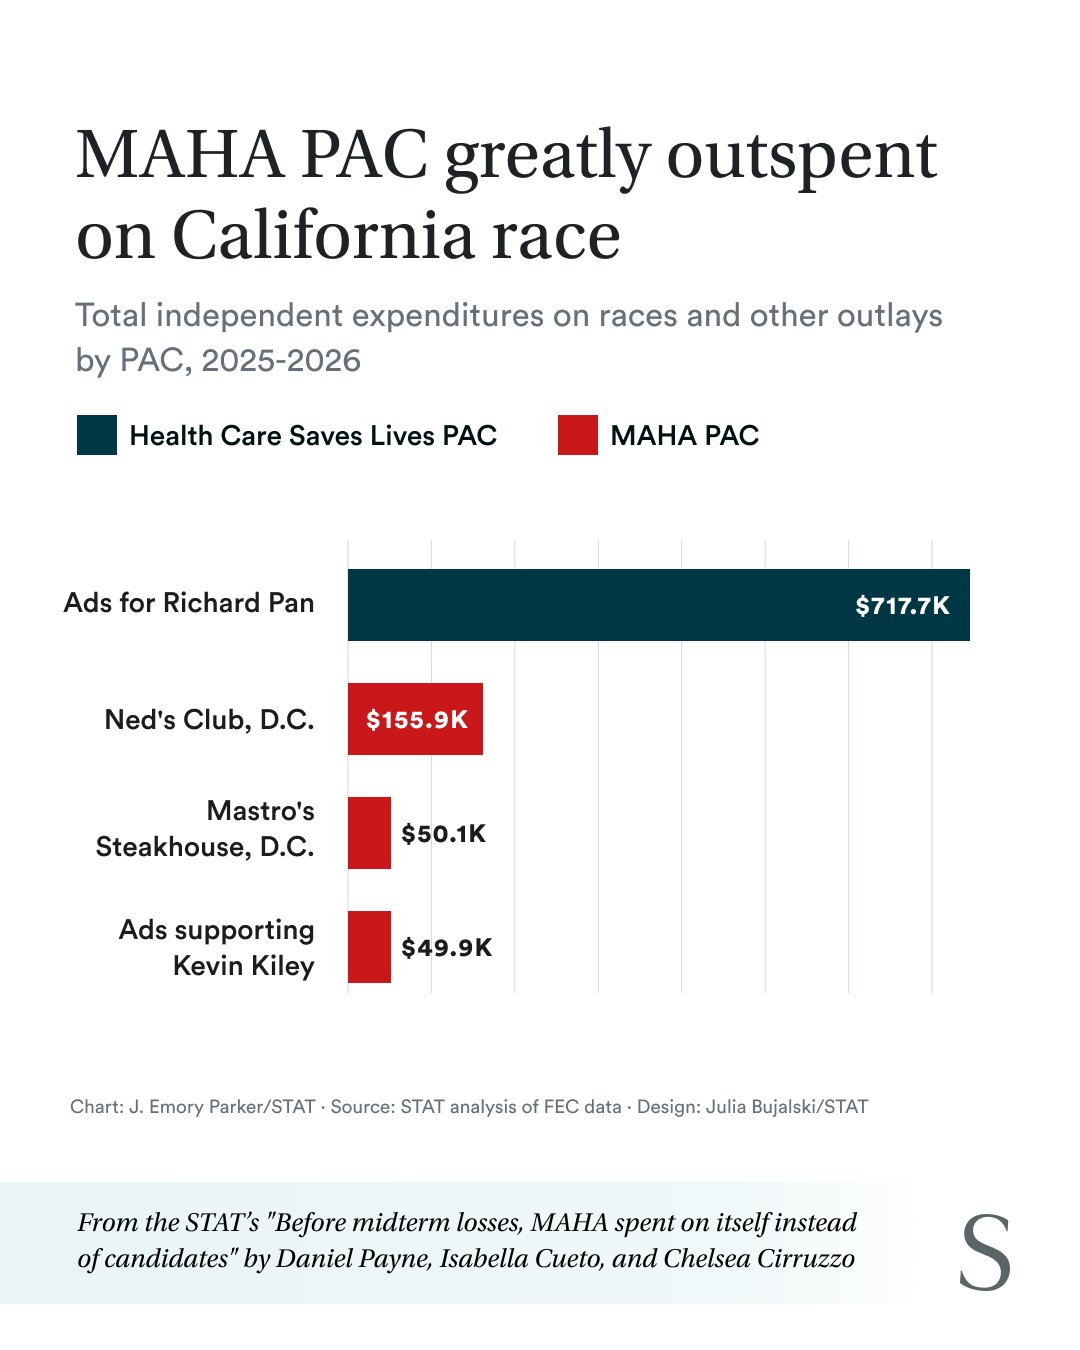 MAHA PAC greatly outspent
on California race
Total independent expenditures on races and other outlays
by PAC, 2025-2026
Health Care Saves Lives PAC
MAHA PAC
Ads for Richard Pan
$717.7K
Ned's Club, D.C.
$155.9K
Mastro's
Steakhouse, D.C.
$50.1K
Ads supporting
Kevin Kiley
$49.9K
Chart: J. Emory Parker/STAT · Source: STAT analysis of FEC data · Design: Julia Bujalski/STAT
From the STAT’s "Before midterm losses, MAHA spent on itself instead
of candidates" by Daniel Payne, Isabella Cueto, and Chelsea Cirruzzo
S